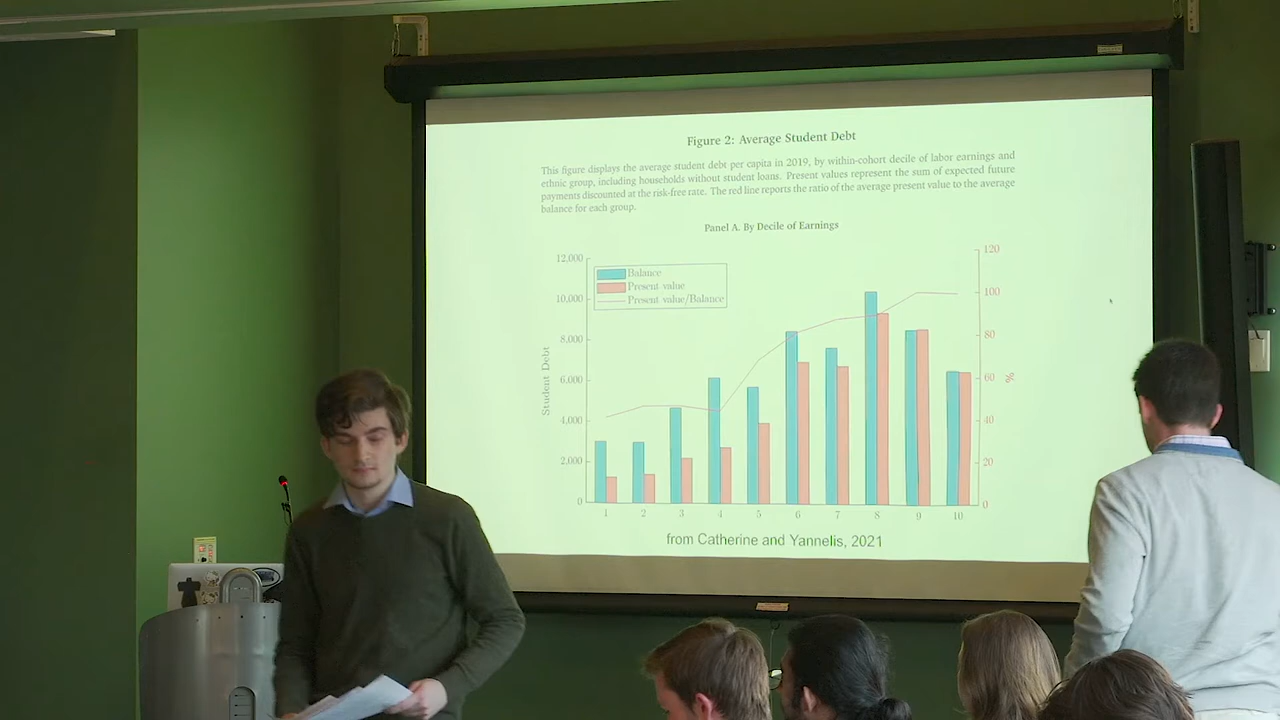 Figure 2: Average Student Debt
This figure displays the average student debt per capita in 2019, by within-cohort decile of labor earnings and
ethnic group, including households without student loans. Present values represent the sum of expected future
payments discounted at the risk-free rate. The red line reports the ratio of the average present value to the average
balance for each group.
Panel A. By Decile of Earnings
12,000
10,000
8,000
6,000
4,000
2,000
0
Student Debt
Balance
Present value
Present value/Balance
120
100
80
60
40
20
0
%
1 2 3 4 5 6 7 8 9 10
from Catherine and Yannelis, 2021